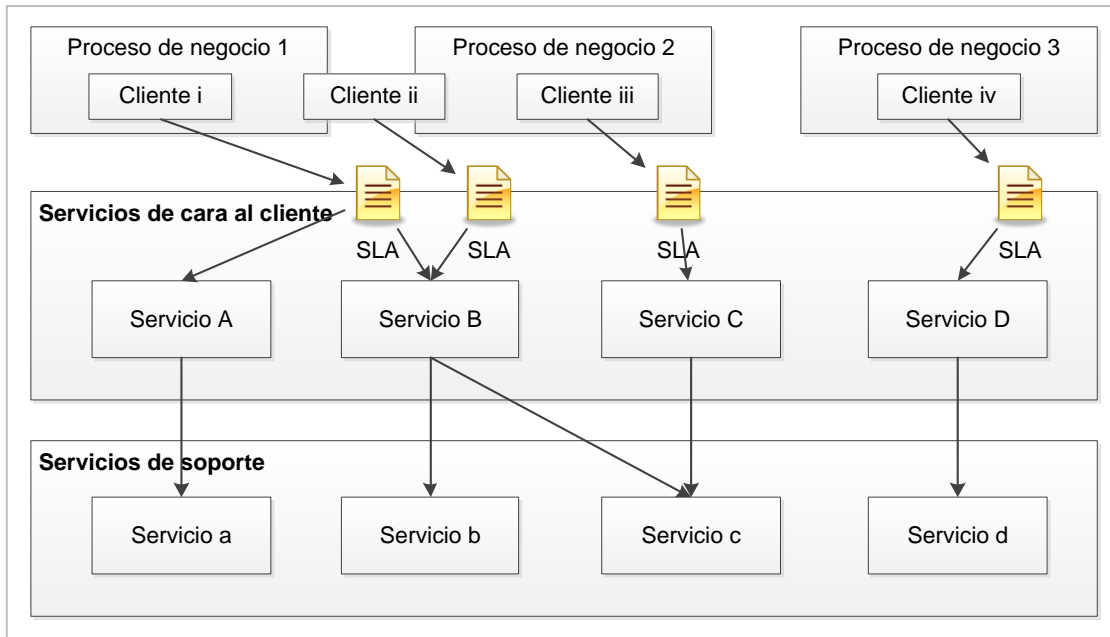 Proceso de negocio 1
Proceso de negocio 2
Proceso de negocio 3
Cliente i
Cliente ii
Cliente iii
Cliente iv
Servicios de cara al cliente
SLA
SLA
SLA
SLA
Servicio A
Servicio B
Servicio C
Servicio D
Servicios de soporte
Servicio a
Servicio b
Servicio c
Servicio d